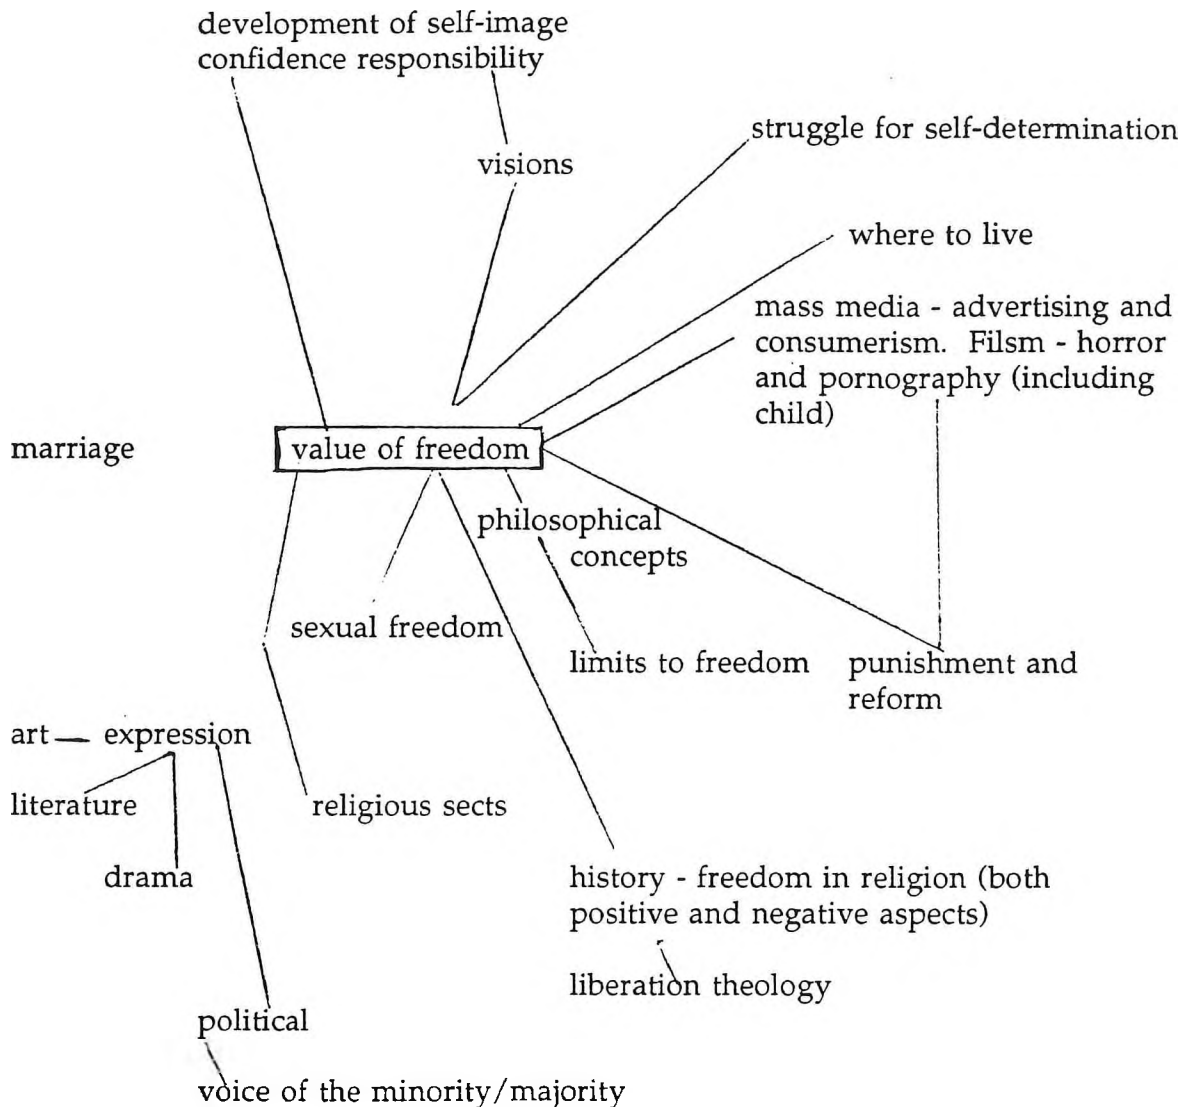 development of self-image
confidence responsibility
struggle for self-determination
visions
where to live
mass media - advertising and
consumerism. Filsm - horror
and pornography (including
child)
marriage
value of freedom
philosophical
concepts
sexual freedom
limits to freedom
punishment and
reform
art — expression
literature
religious sects
drama
history - freedom in religion (both
positive and negative aspects)
liberation theology
political
voice of the minority/majority